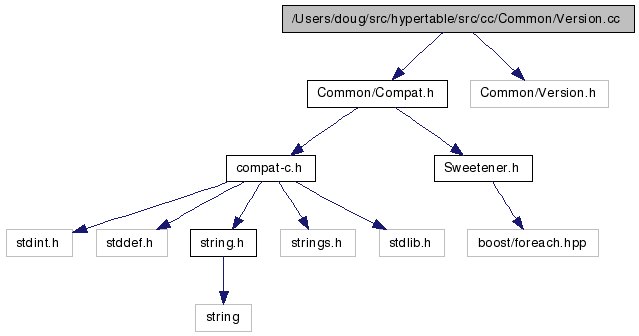 /Users/doug/src/hypertable/src/cc/Common/Version.cc
Common/Compat.h
Common/Version.h
compat-c.h
Sweetener.h
stdint.h
stddef.h
string.h
strings.h
stdlib.h
boost/foreach.hpp
string